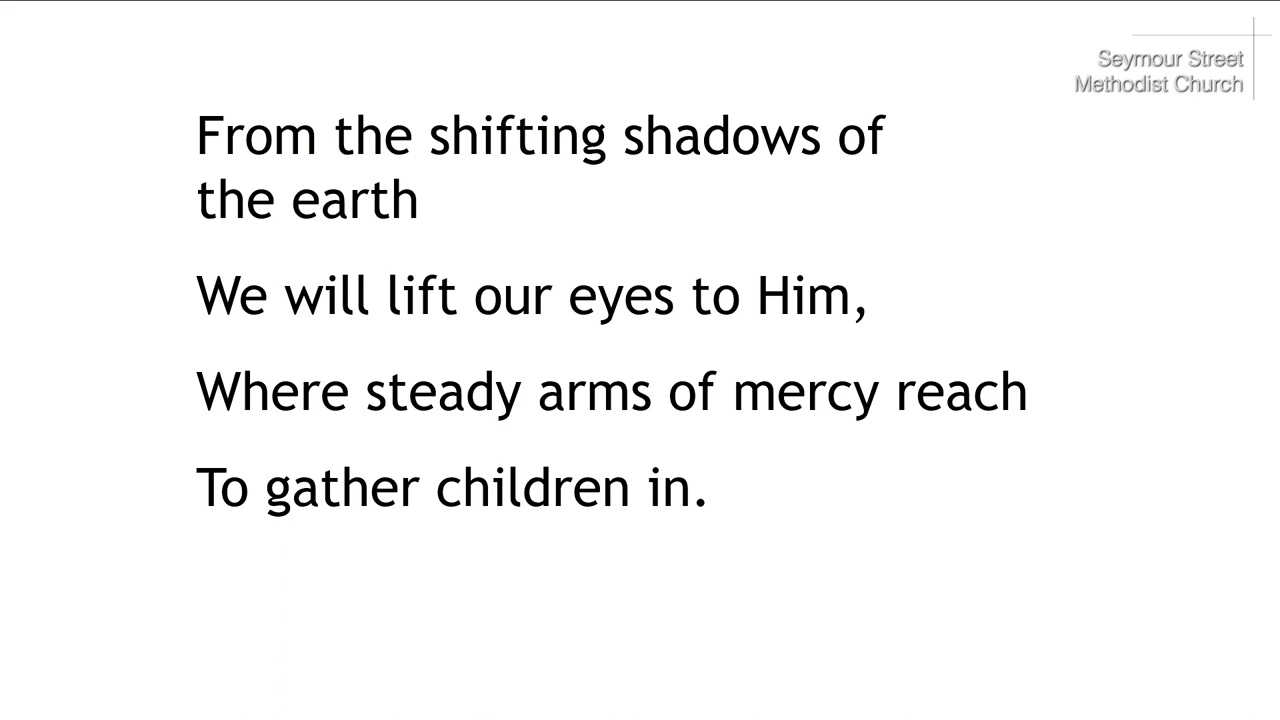 Seymour Street
Methodist Church
From the shifting shadows of
the earth
We will lift our eyes to Him,
Where steady arms of mercy reach
To gather children in.